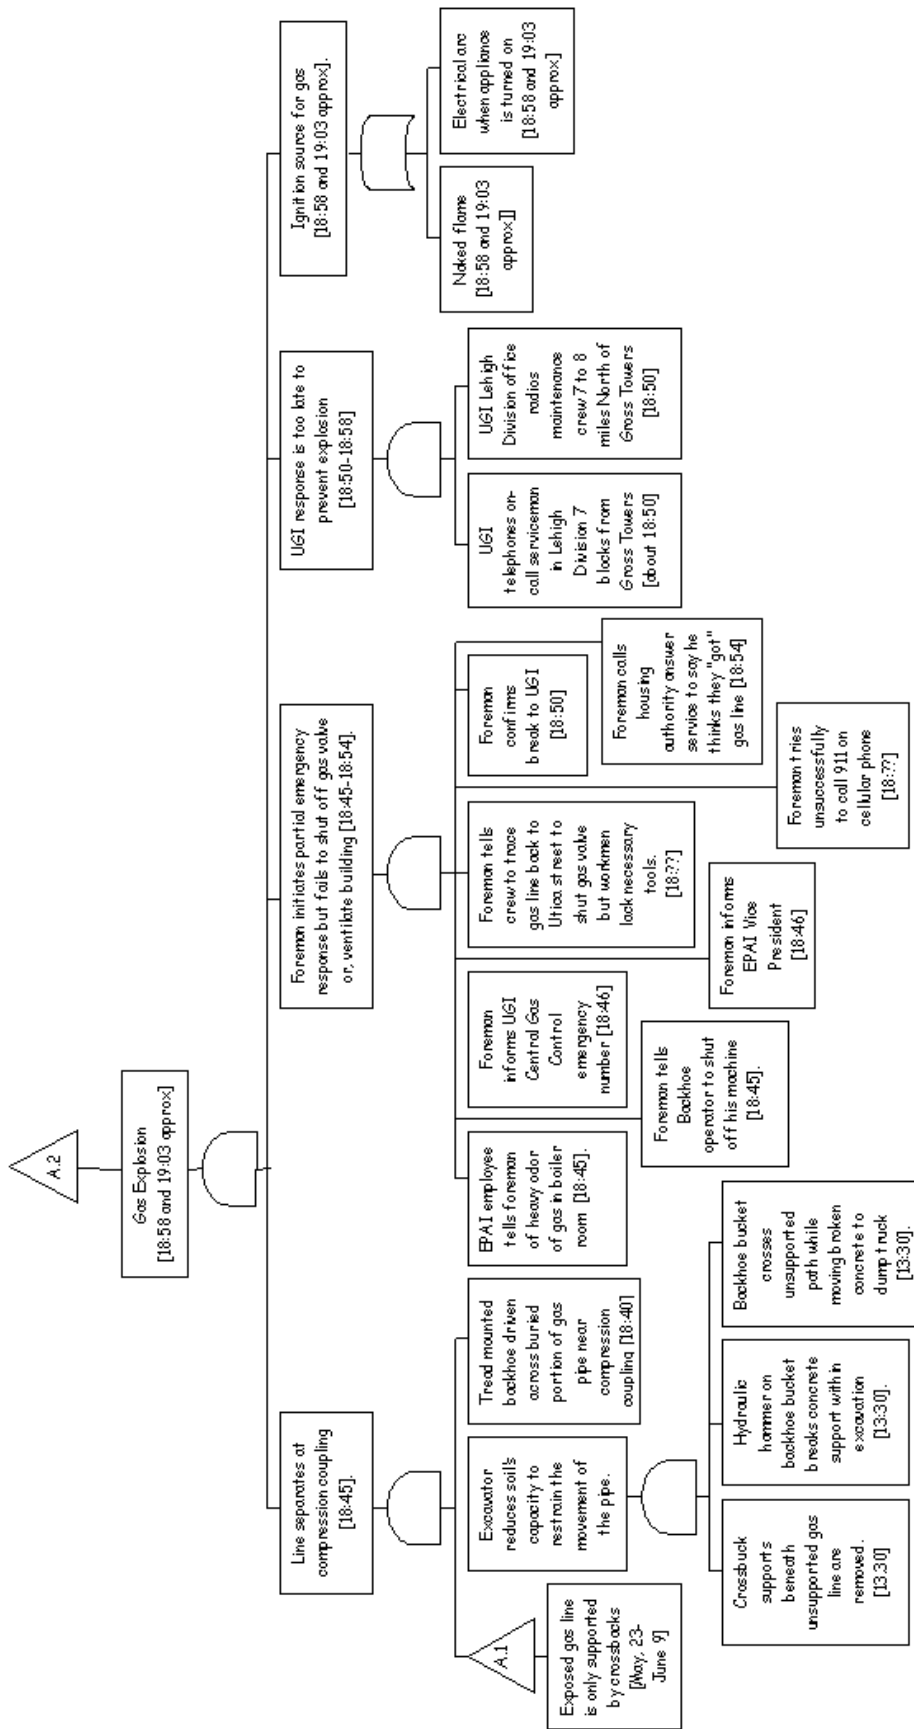 A.2
Gas Explosion
[18:58 and 19:03 approx]
Line separates at
compression coupling
[18:45].
Foreman initiates partial emergency
response but fails to shut off gas valve
or, ventilate building [18:45-18:54].
UGI response is too late to
prevent explosion
[18:50-18:58]
Ignition source for gas
[18:58 and 19:03 approx].
A.1
Exposed gas line
is only supported
by crossbacks
[May, 23-
June 9]
Excavator
reduces soil's
capacity to
restrain the
movement of
the pipe.
Tread mounted
backhoe driven
across buried
portion of gas
pipe near
compression
coupling [18:40]
Crossbuck
supports
beneath
unsupported gas
line are
removed.
[13:30]
Hydraulic
hammer on
backhoe bucket
breaks concrete
support within
excavation
[13:30].
Backhoe bucket
crosses
unsupported
path while
moving broken
concrete to
dump truck
[13:30].
EPAI employee
tells foreman
of heavy odor
of gas in boiler
room [18:45].
Foreman tells
Backhoe
operator to shut
off his machine
[18:45].
Foreman
informs UGI
Central Gas
Control
emergency
number [18:46]
Foreman informs
EPAI Vice
President
[18:46]
Foreman tells
crew to trace
gas line back to
Utica street to
shut gas valve
but workmen
lack necessary
tools.
[18:??]
Foreman tries
unsuccessfully
to call 911 on
cellular phone
[18:??]
Foreman
confirms
break to UGI
[18:50]
Foreman calls
housing
authority answer
service to say he
thinks they "got"
gas line [18:54]
UGI
telephones on-
call serviceman
in Lehigh
Division 7
blocks from
Gross Towers
[about 18:50]
UGI Lehigh
Division office
radios
maintenance
crew 7 to 8
miles North of
Gross Towers
[18:50]
Naked flame
[18:58 and 19:03
approx]]
Electrical arc
when appliance
is turned on
[18:58 and 19:03
approx]